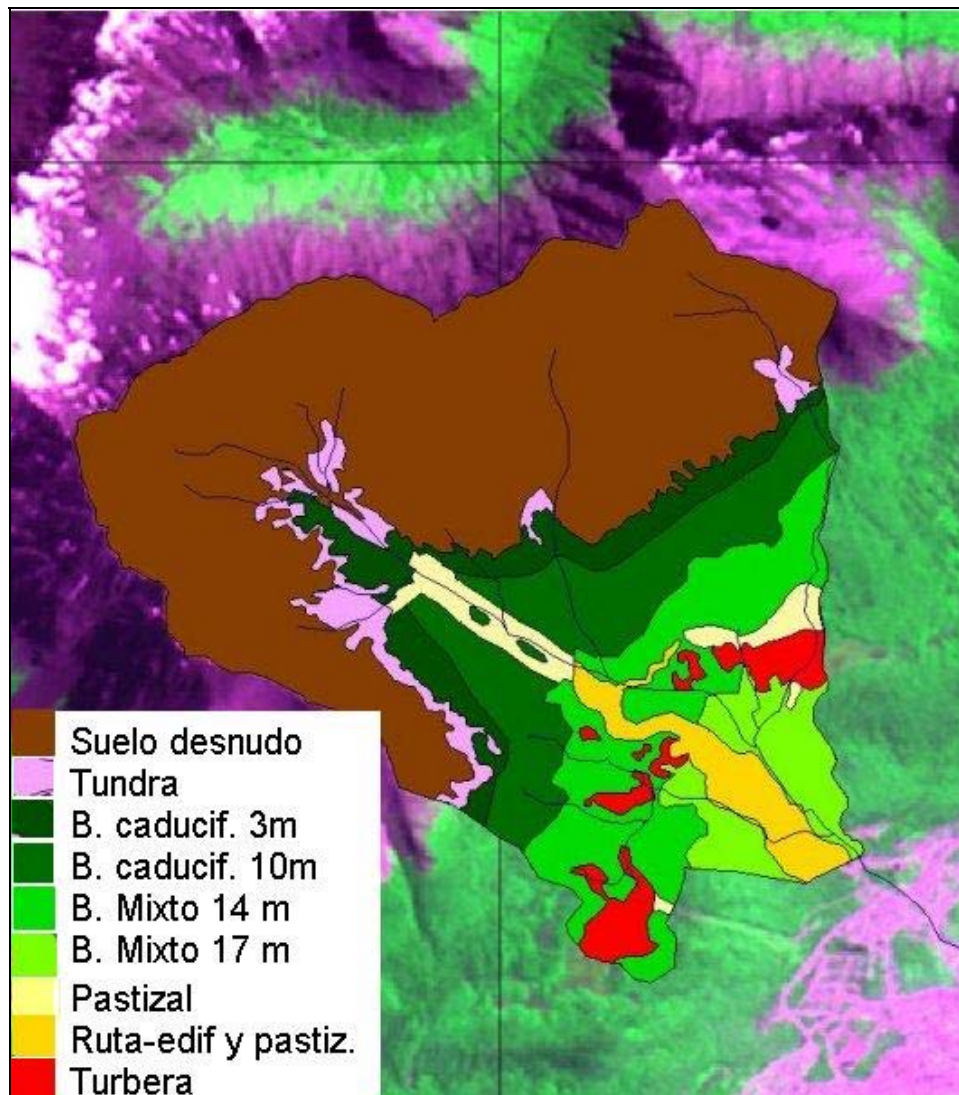 Suelo desnudo
Tundra
B. caducif. 3m
B. caducif. 10m
B. Mixto 14 m
B. Mixto 17 m
Pastizal
Ruta-edif y pastiz.
Turbera